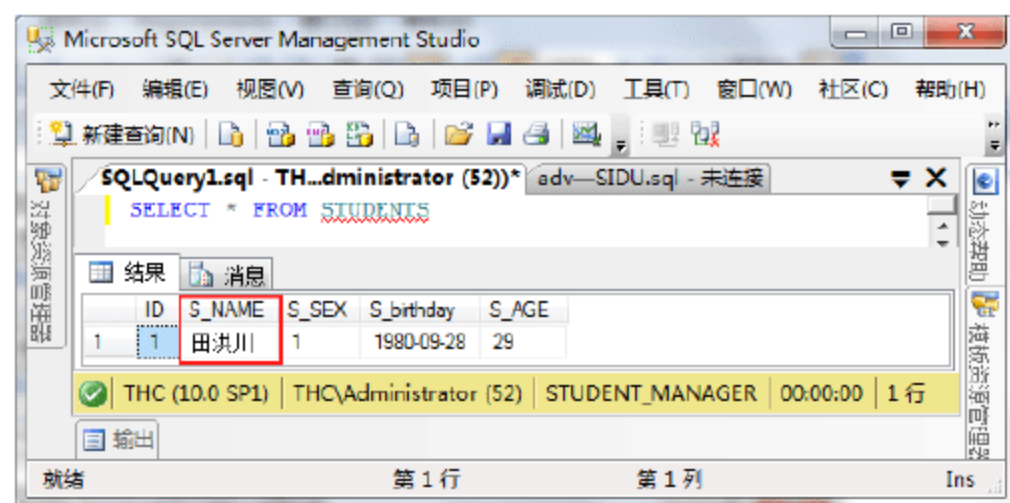 Microsoft SQL Server Management Studio
文件(F) 编辑(E) 视图(V) 查询(Q) 项目(P) 调试(D) 工具(T) 窗口(W) 社区(C) 帮助(H)
新建查询(N)
SQLQuery1.sql - TH...dministrator (52))* adv—SIDU.sql - 未连接
SELECT * FROM STUDENTS
结果 消息
ID S_NAME S_SEX S_birthday S_AGE
1 1 田洪川 1 1980-09-28 29
THC (10.0 SP1) THC\Administrator (52) STUDENT_MANAGER 00:00:00 1 行
输出
就绪 第 1 行 第 1 列 Ins
对象资源管理器
动态帮助
模板资源管理器